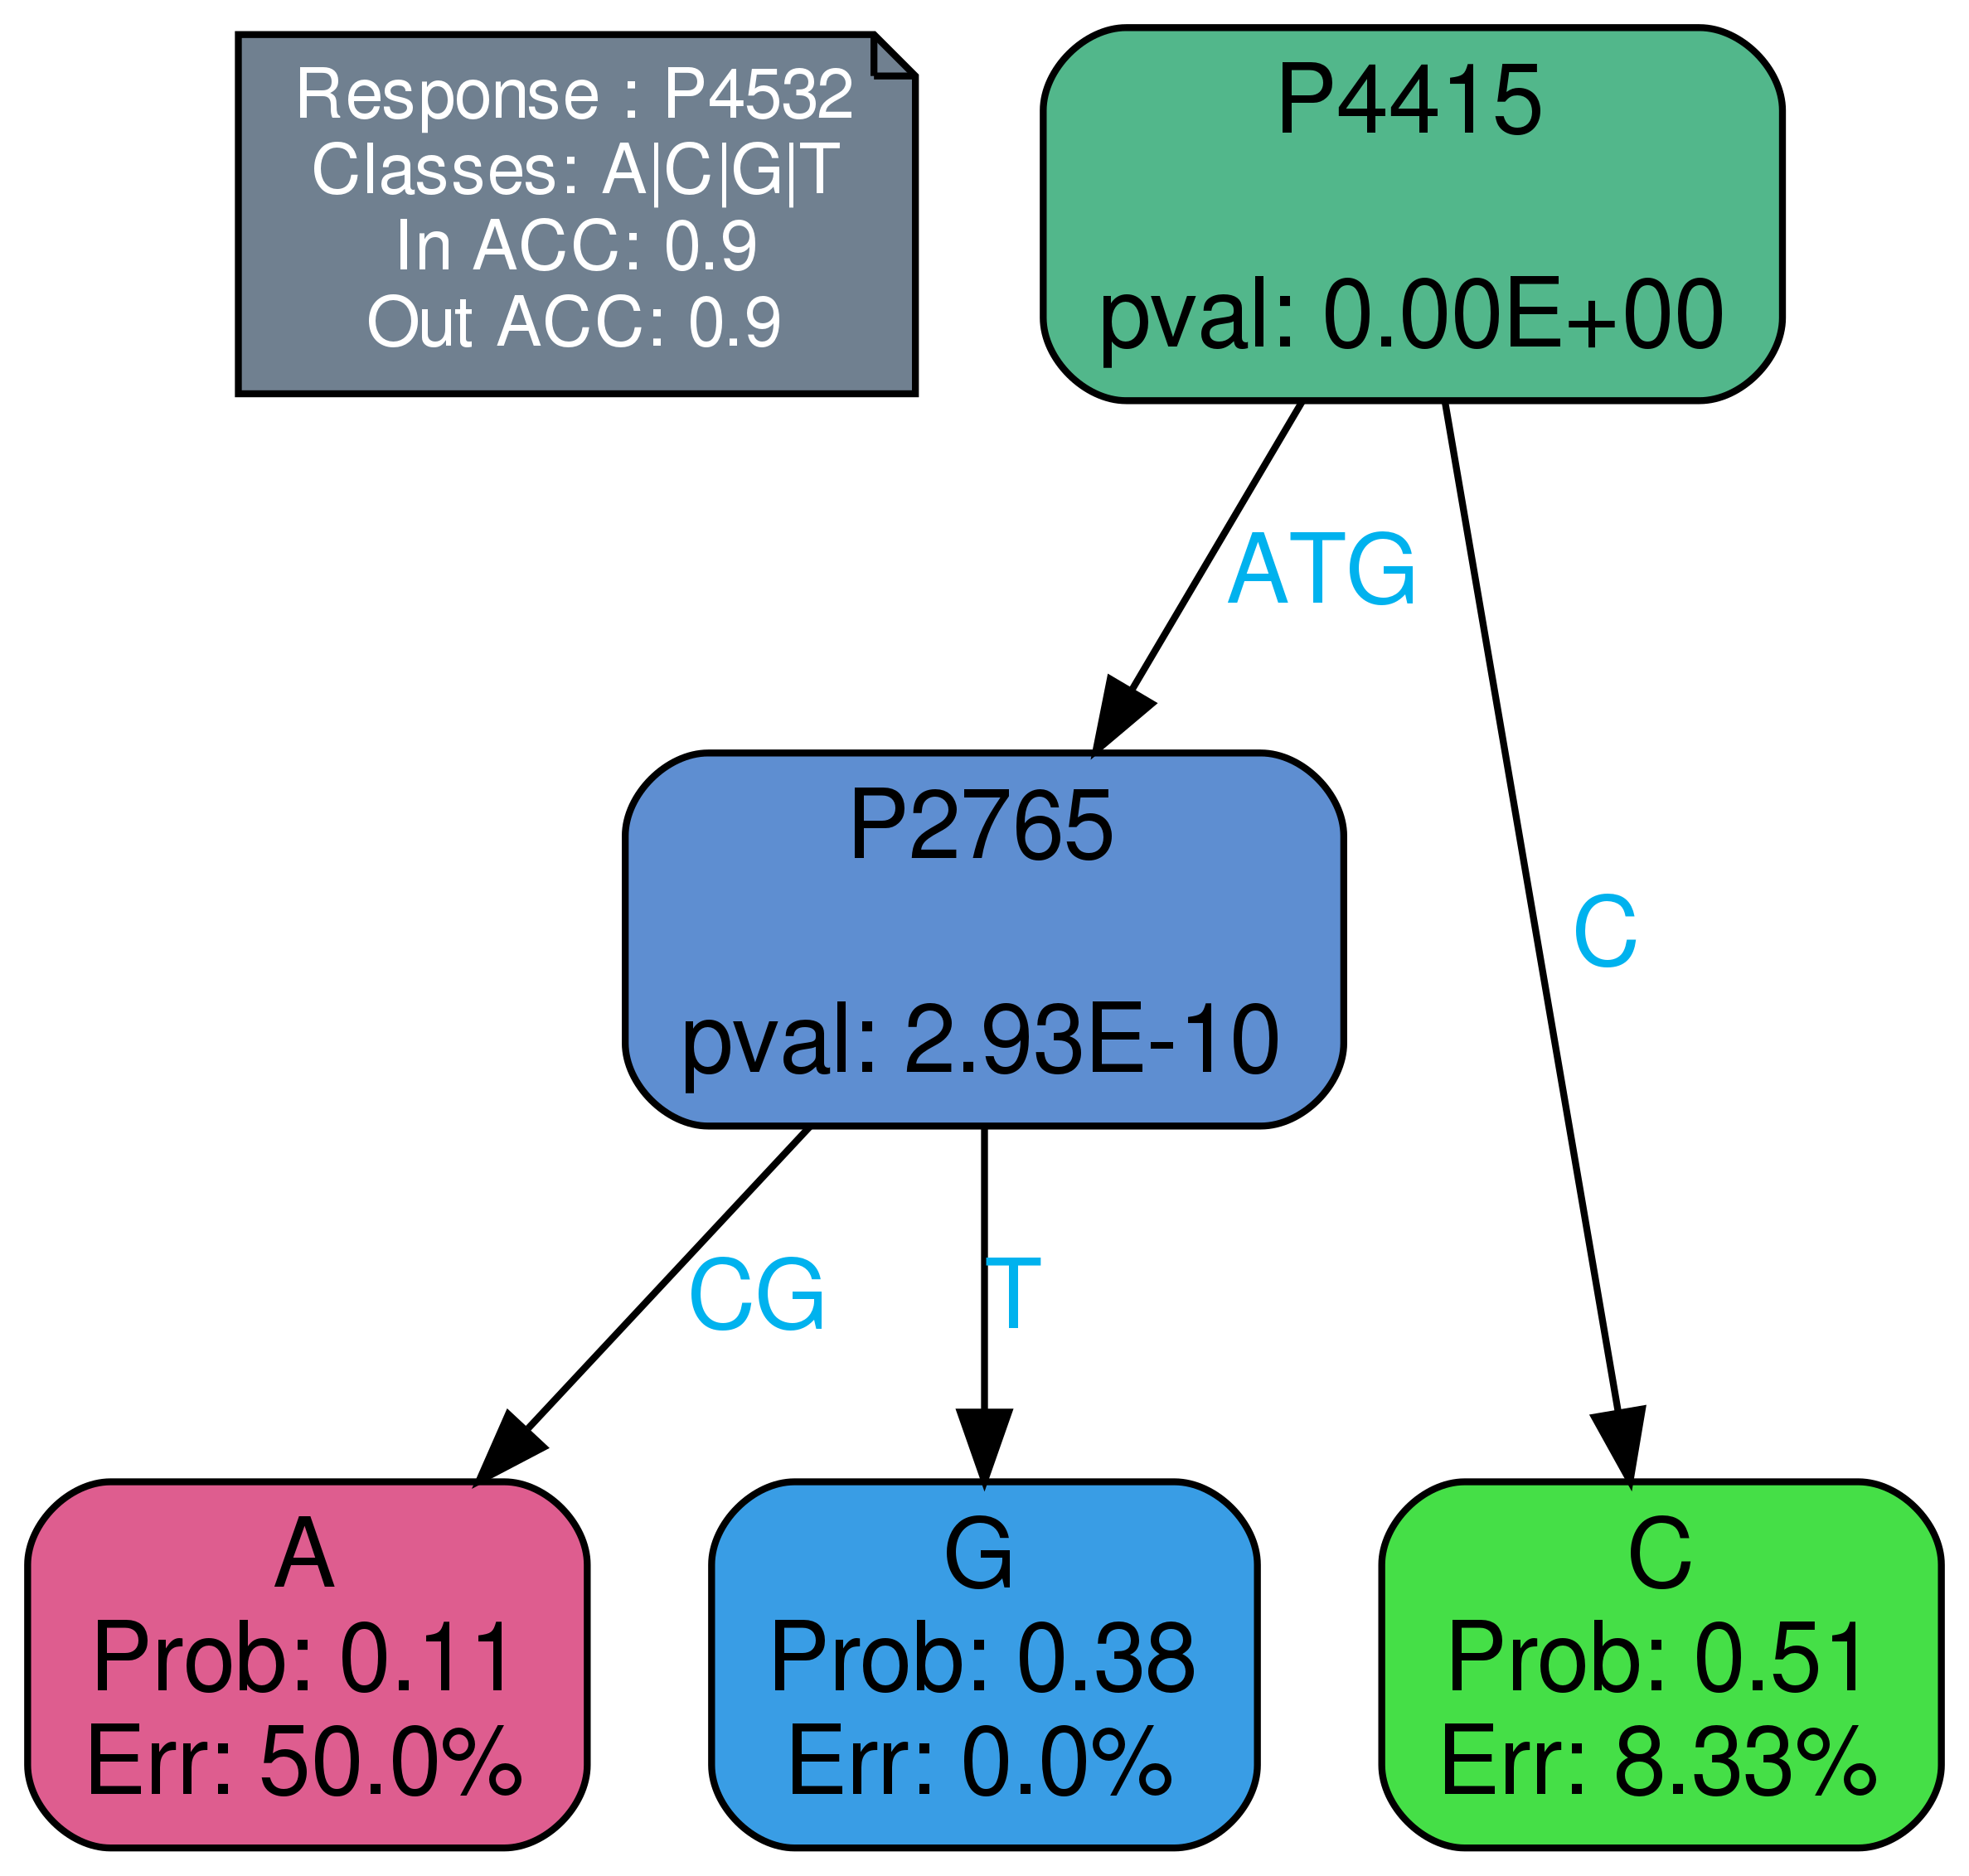 Response : P4532
Classes: A|C|G|T
In ACC: 0.9
Out ACC: 0.9
P4415
pval: 0.00E+00
ATG
C
P2765
pval: 2.93E-10
CG
T
A
Prob: 0.11
Err: 50.0%
G
Prob: 0.38
Err: 0.0%
C
Prob: 0.51
Err: 8.33%